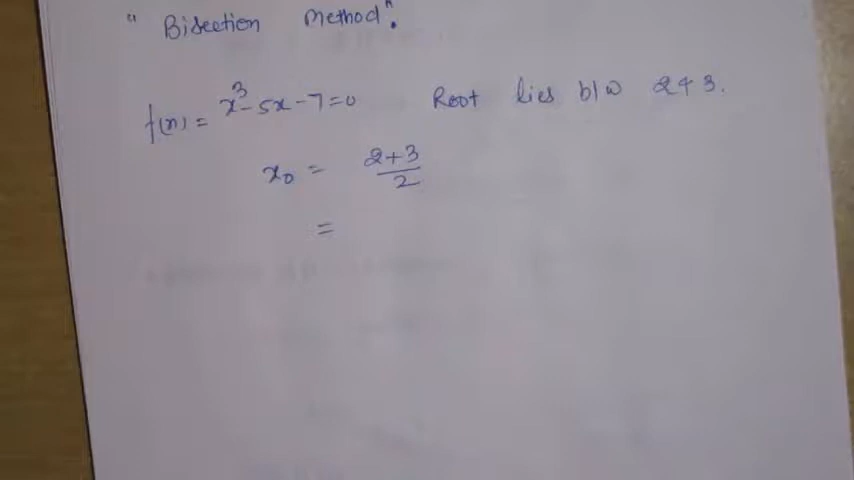 "Bisection Method".
f(x) = x³-5x-7=0 Root lies b/w 2 & 3.
x₀ = (2+3)/2
=